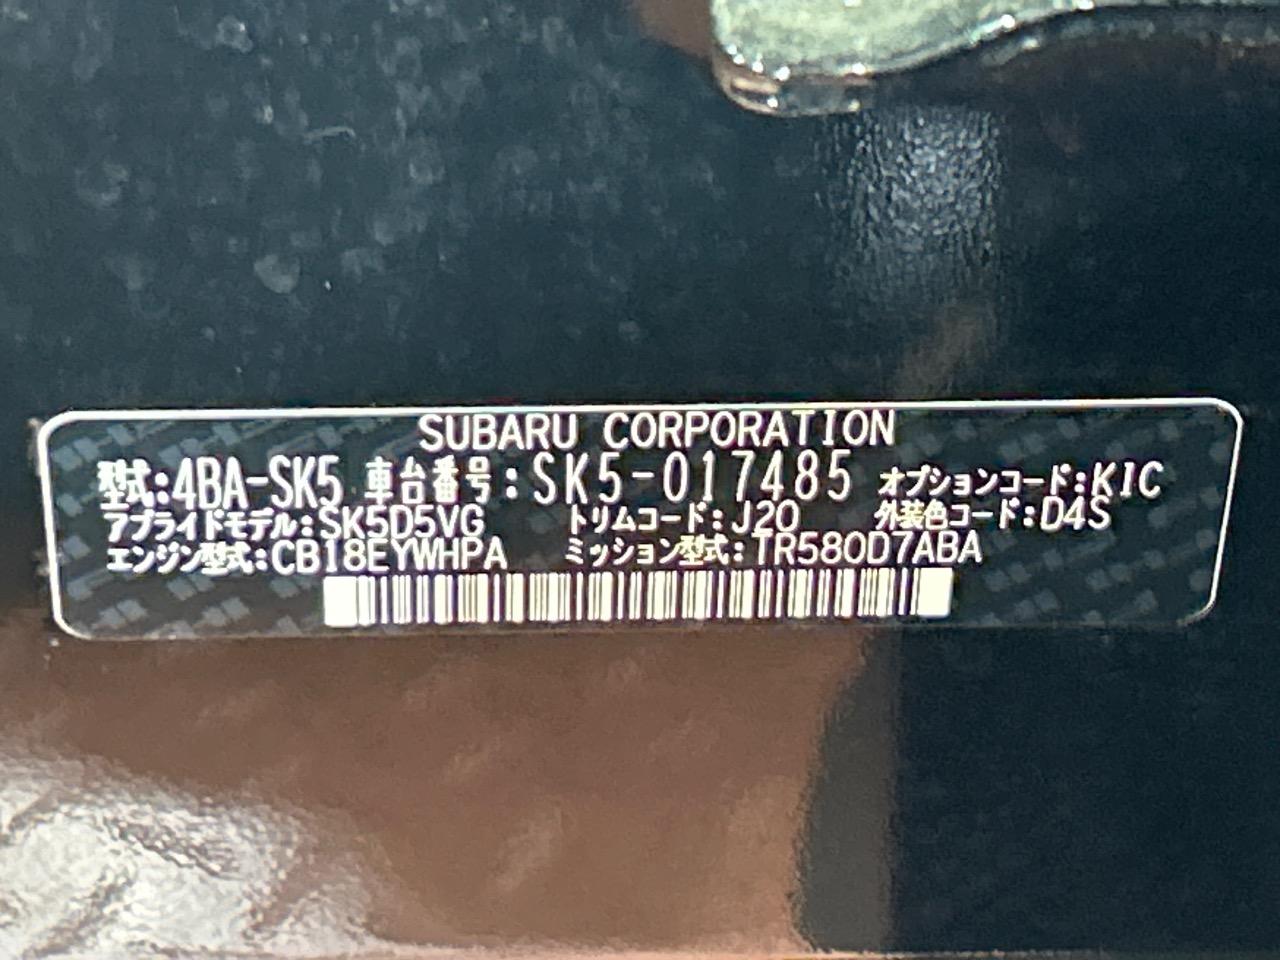 SUBARU CORPORATION
型式:4BA-SK5 車台番号:SK5-017485 オプションコード:KIC
アプライドモデル:SK5D5VG トリムコード:J20 外装色コード:D4S
エンジン型式:CB18EYWHPA ミッション型式:TR580D7ABA